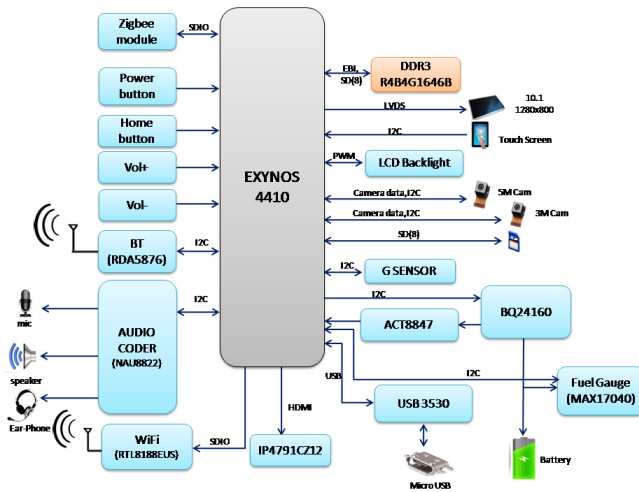 Zigbee
module
SDIO
Power
button
Home
button
Vol+
Vol-
BT
(RDA5876)
I2C
mic
AUDIO
CODER
(NAU8822)
I2C
speaker
Ear-Phone
WiFi
(RTL8188EUS)
SDIO
EXYNOS
4410
HDMI
IP4791CZ12
EBI,
SD(8)
DDR3
R4B4G1646B
LVDS
10.1
1280x800
I2C
Touch Screen
PWM
LCD Backlight
Camera data,I2C
5M Cam
Camera data,I2C
3M Cam
SD(8)
I2C
G SENSOR
I2C
BQ24160
ACT8847
USB
I2C
Fuel Gauge
(MAX17040)
USB 3530
Micro USB
Battery